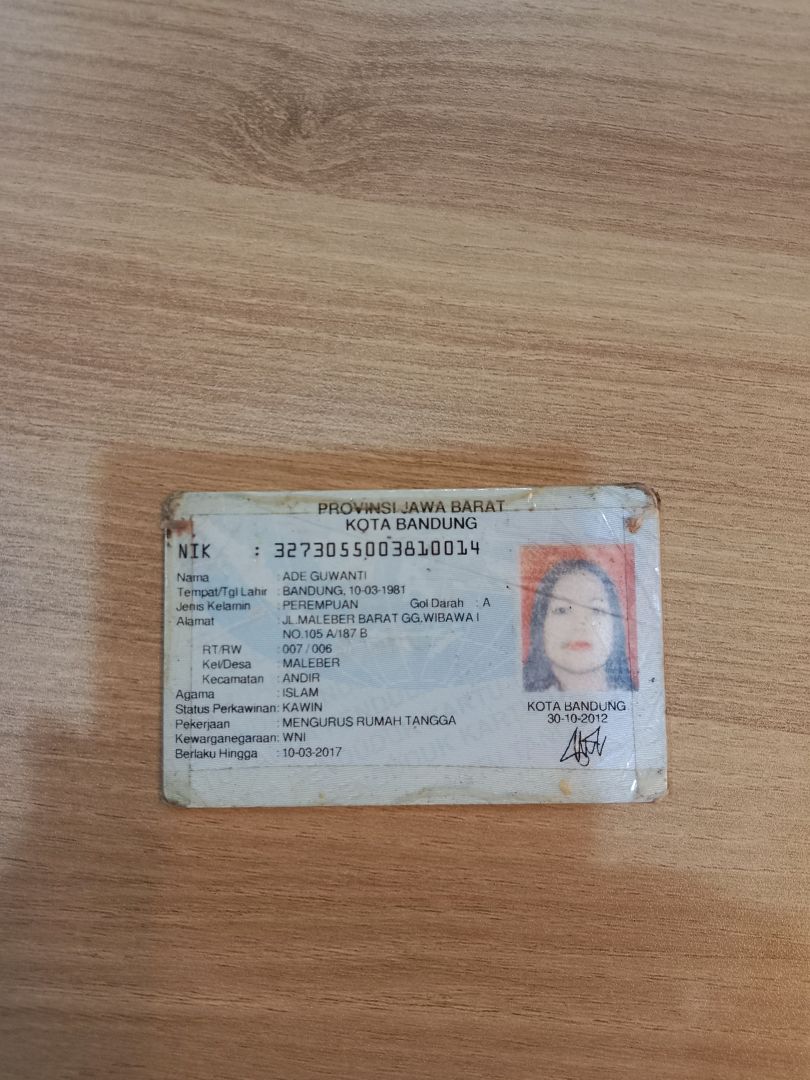 PROVINSI JAWA BARAT
KOTA BANDUNG
NIK : 3273055003810014
Nama : ADE GUWANTI
Tempat/Tgl Lahir : BANDUNG, 10-03-1981
Jenis Kelamin : PEREMPUAN Gol Darah : A
Alamat : JL.MALEBER BARAT GG.WIBAWA I
NO.105 A/187 B
RT/RW : 007 / 006
Kel/Desa : MALEBER
Kecamatan : ANDIR
Agama : ISLAM
Status Perkawinan: KAWIN
Pekerjaan : MENGURUS RUMAH TANGGA
Kewarganegaraan: WNI
Berlaku Hingga : 10-03-2017
KOTA BANDUNG
30-10-2012